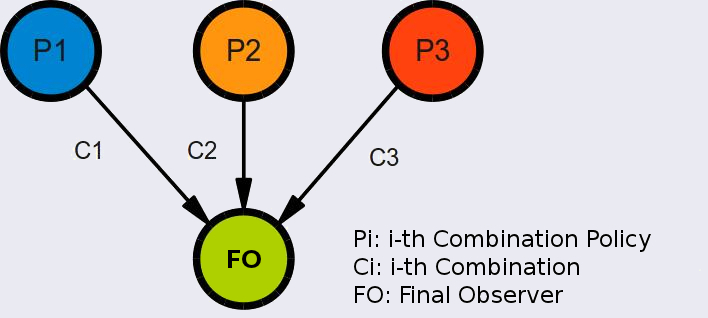 P1
P2
P3
C1
C2
C3
FO
Pi: i-th Combination Policy
Ci: i-th Combination
FO: Final Observer